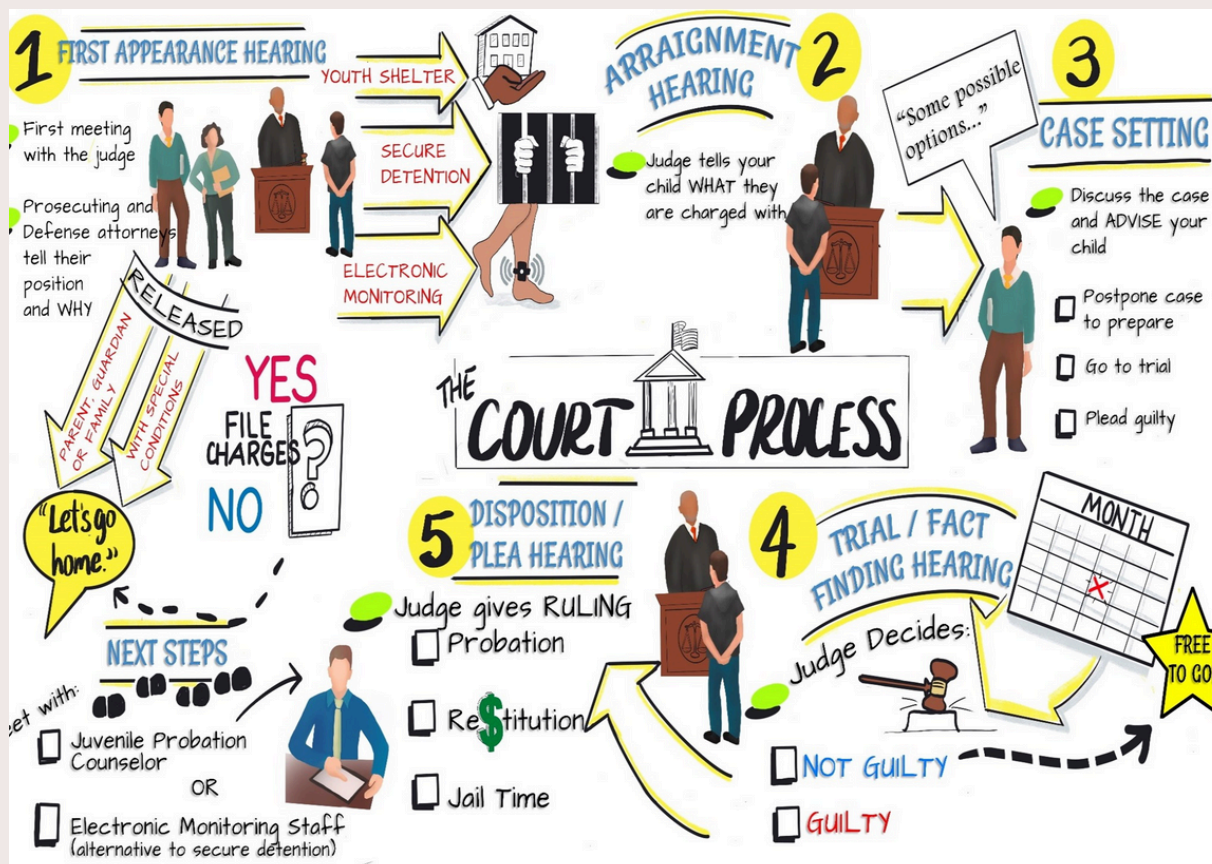 1
FIRST APPEARANCE HEARING
First meeting
with the judge
Prosecuting and
Defense attorneys
tell their
position
and WHY
YOUTH SHELTER
SECURE
DETENTION
ELECTRONIC
MONITORING
RELEASED
PARENT, GUARDIAN
OR FAMILY
WITH SPECIAL
CONDITIONS
"Let's go
home."
YES
FILE
CHARGES
?
NO
NEXT STEPS
with:
Juvenile Probation
Counselor
OR
Electronic Monitoring Staff
(alternative to secure detention)
THE
COURT PROCESS
ARRAIGNMENT
HEARING
2
Judge tells your
child WHAT they
are charged with
"Some possible
options..."
3
CASE SETTING
Discuss the case
and ADVISE your
child
Postpone case
to prepare
Go to trial
Plead guilty
4
TRIAL / FACT
FINDING HEARING
MONTH
Judge Decides:
NOT GUILTY
GUILTY
FREE
TO GO
5
DISPOSITION /
PLEA HEARING
Judge gives RULING
Probation
Re$titution
Jail Time